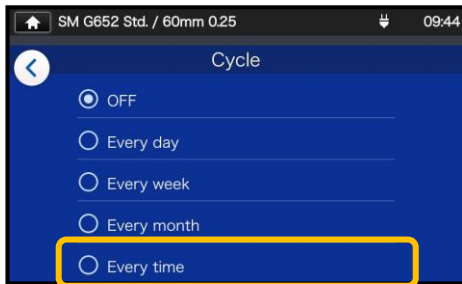 SM G652 Std. / 60mm 0.25 09:44
Cycle
OFF
Every day
Every week
Every month
Every time